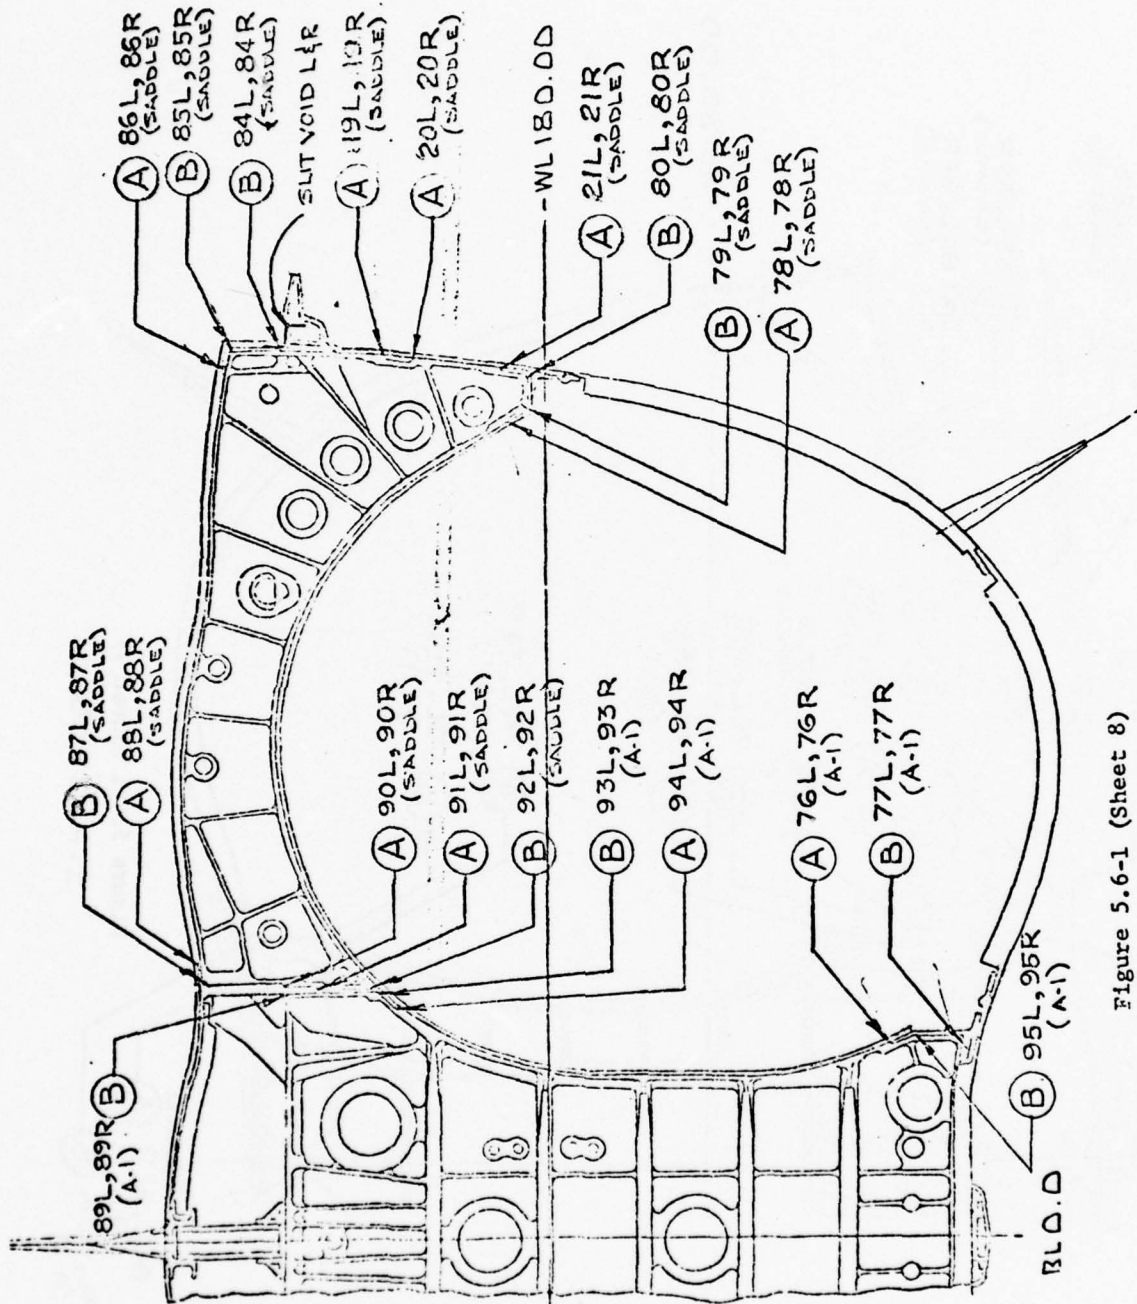 A 86L, 86R
(SADDLE)
B 85L, 85R
(SADDLE)
B 84L, 84R
(SADDLE)
SLIT VOID L&R
A 19L, 19R
(SADDLE)
A 20L, 20R
(SADDLE)
-WL 180.00
A 21L, 21R
(SADDLE)
B 80L, 80R
(SADDLE)
B 79L, 79R
(SADDLE)
A 78L, 78R
(SADDLE)
B 87L, 87R
(SADDLE)
A 88L, 88R
(SADDLE)
A 90L, 90R
(SADDLE)
A 91L, 91R
(SADDLE)
B 92L, 92R
(SADDLE)
B 93L, 93R
(A-1)
A 94L, 94R
(A-1)
A 76L, 76R
(A-1)
B 77L, 77R
(A-1)
89L, 89R B
(A-1)
B 95L, 95R
(A-1)
BL 0.0
Figure 5.6-1 (Sheet 8)